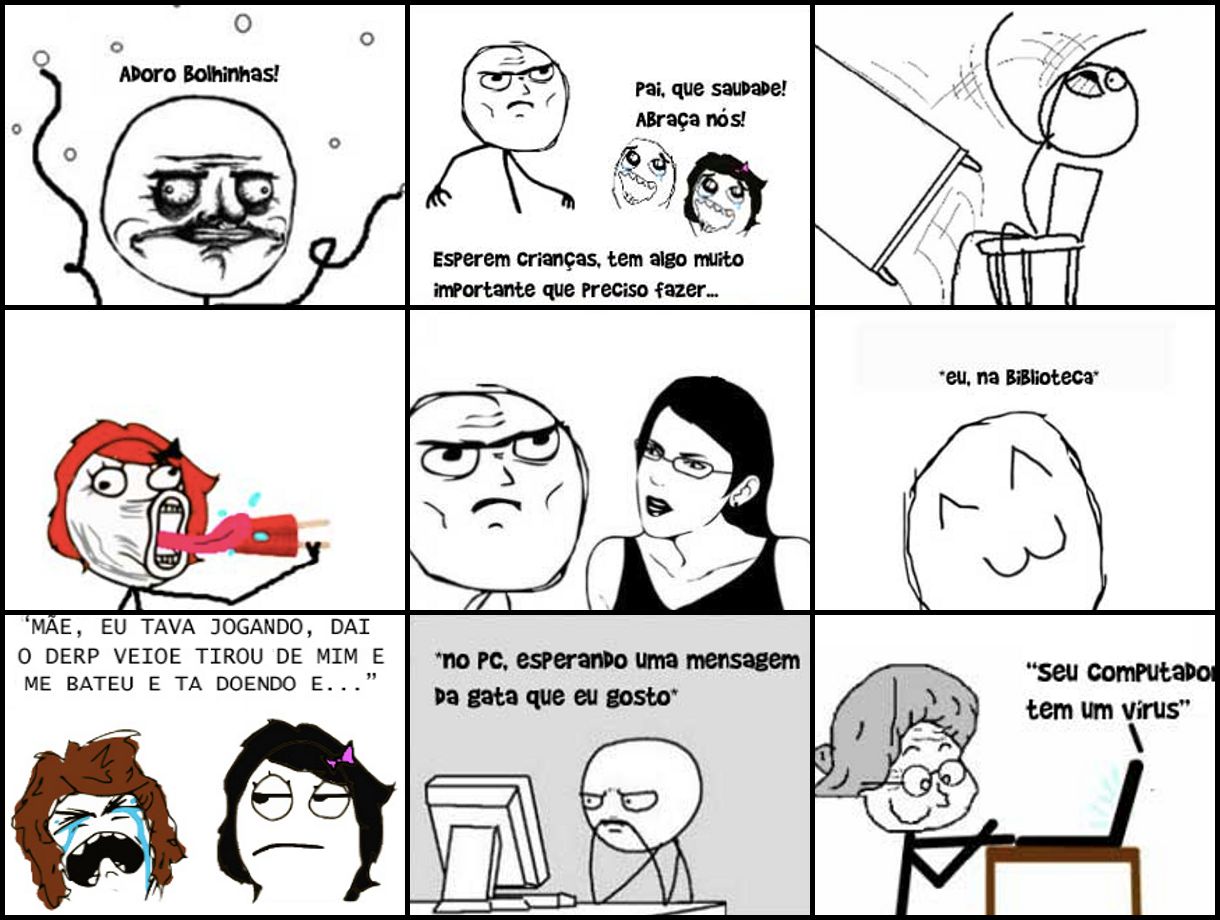 Adoro Bolhinhas!
Pai, que saudade!
Abraça nós!
Esperem crianças, tem algo muito
importante que preciso fazer...
*eu, na Biblioteca*
"MÃE, EU TAVA JOGANDO, DAI
O DERP VEIOE TIROU DE MIM E
ME BATEU E TA DOENDO E..."
*no PC, esperando uma mensagem
da gata que eu gosto*
"Seu computador
tem um vírus"